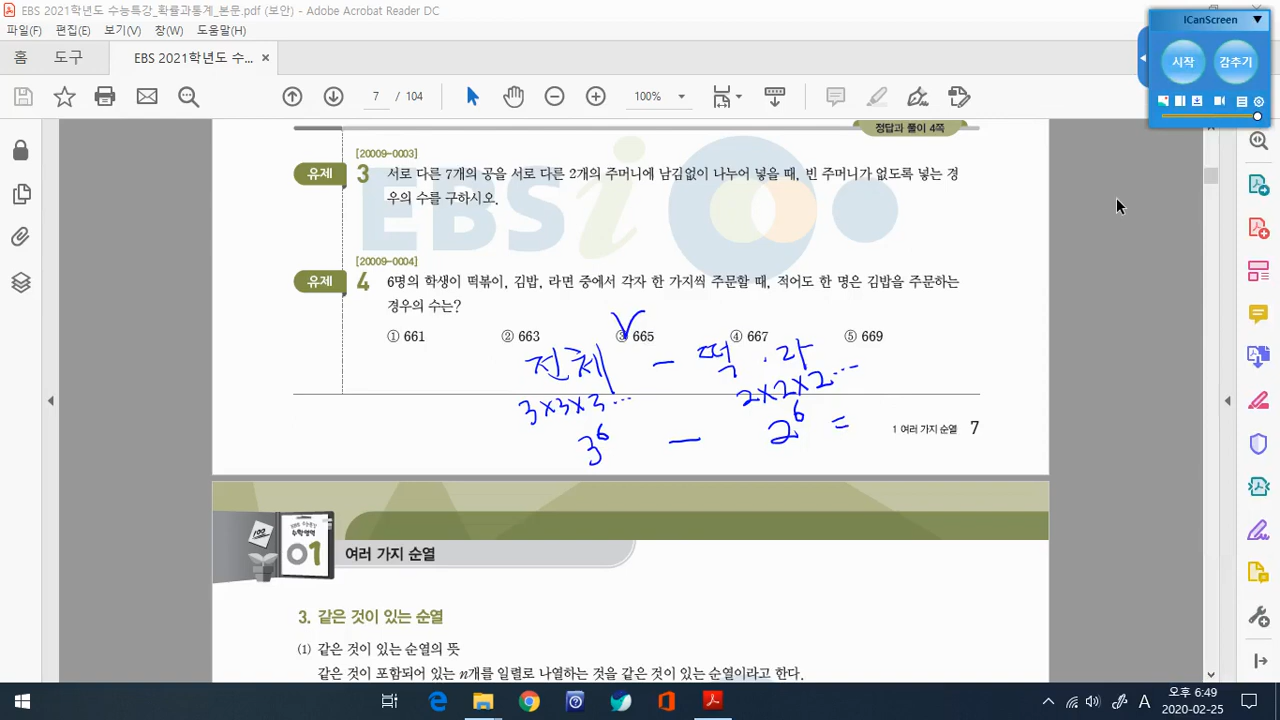 EBS 2021학년도 수능특강_확률과통계_본문.pdf (보안) - Adobe Acrobat Reader DC
파일(F) 편집(E) 보기(V) 창(W) 도움말(H)
홈 도구 EBS 2021학년도 수... ×
7 / 104 100%
ICanScreen
시작 감추기
정답과 풀이 4쪽
[20009-0003]
유제 3 서로 다른 7개의 공을 서로 다른 2개의 주머니에 남김없이 나누어 넣을 때, 빈 주머니가 없도록 넣는 경
우의 수를 구하시오.
EBSi
[20009-0004]
유제 4 6명의 학생이 떡볶이, 김밥, 라면 중에서 각자 한 가지씩 주문할 때, 적어도 한 명은 김밥을 주문하는
경우의 수는?
① 661 ② 663 ③ 665 ④ 667 ⑤ 669
전체 - 떡 . 라
3×3×3... 2×2×2...
3⁶ - 2⁶ =
1 여러 가지 순열 7
100
EBS 수능특강
수학영역
01
여러 가지 순열
3. 같은 것이 있는 순열
(1) 같은 것이 있는 순열의 뜻
같은 것이 포함되어 있는 n개를 일렬로 나열하는 것을 같은 것이 있는 순열이라고 한다.
A 오후 6:49
2020-02-25